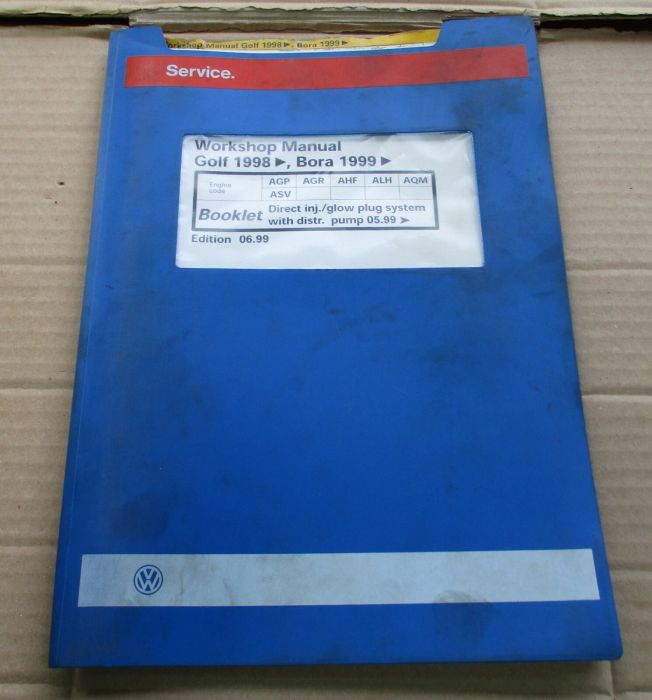 orkshop Manual Golf 1998 ►, Bora 1999 ►
Service.
Workshop Manual
Golf 1998 ►, Bora 1999 ►
Engine code AGP AGR AHF ALH AQM
ASV
Booklet Direct inj./glow plug system
with distr. pump 05.99 ➤
Edition 06.99